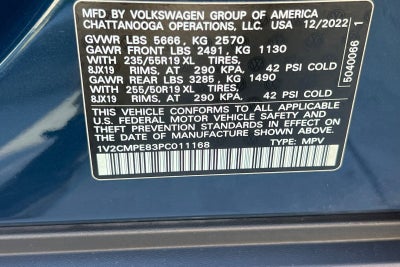 MFD BY VOLKSWAGEN GROUP OF AMERICA
CHATTANOOGA OPERATIONS, LLC. USA 12/2022
GVWR LBS 5666, KG 2570
GAWR FRONT LBS 2491, KG 1130
WITH 235/55R19 XL TIRES,
8JX19 RIMS, AT 290 KPA 42 PSI COLD
GAWR REAR LBS 3285, KG 1490
WITH 255/50R19 XL TIRES,
8JX19 RIMS, AT 290 KPA 42 PSI COLD
THIS VEHICLE CONFORMS TO ALL APPLICABLE
U.S. FEDERAL MOTOR VEHICLE SAFETY AND
THEFT PREVENTION STANDARDS IN EFFECT ON
THE DATE OF MANUFACTURE SHOWN ABOVE.
1V2CMPE83PC011168 TYPE: MPV
5040066 1